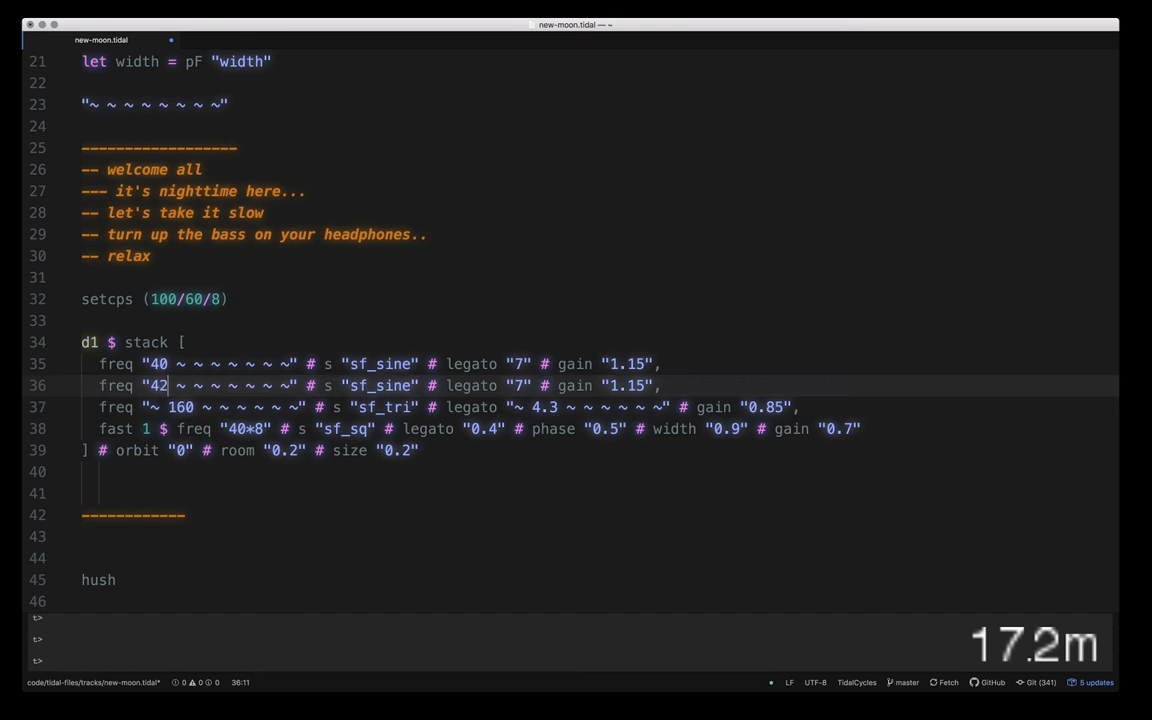 new-moon.tidal — ~
new-moon.tidal
21 let width = pF "width"
22
23 "~ ~ ~ ~ ~ ~ ~ ~"
24
25 ------------------
26 -- welcome all
27 --- it's nighttime here...
28 -- let's take it slow
29 -- turn up the bass on your headphones..
30 -- relax
31
32 setcps (100/60/8)
33
34 d1 $ stack [
35 freq "40 ~ ~ ~ ~ ~ ~ ~" # s "sf_sine" # legato "7" # gain "1.15",
36 freq "42 ~ ~ ~ ~ ~ ~ ~" # s "sf_sine" # legato "7" # gain "1.15",
37 freq "~ 160 ~ ~ ~ ~ ~ ~" # s "sf_tri" # legato "~ 4.3 ~ ~ ~ ~ ~ ~" # gain "0.85",
38 fast 1 $ freq "40*8" # s "sf_sq" # legato "0.4" # phase "0.5" # width "0.9" # gain "0.7"
39 ] # orbit "0" # room "0.2" # size "0.2"
40
41
42 ------------
43
44
45 hush
46
t>
t>
t>
17.2m
code/tidal-files/tracks/new-moon.tidal* 0 0 0 36:11 LF UTF-8 TidalCycles master Fetch GitHub Git (341) 5 updates